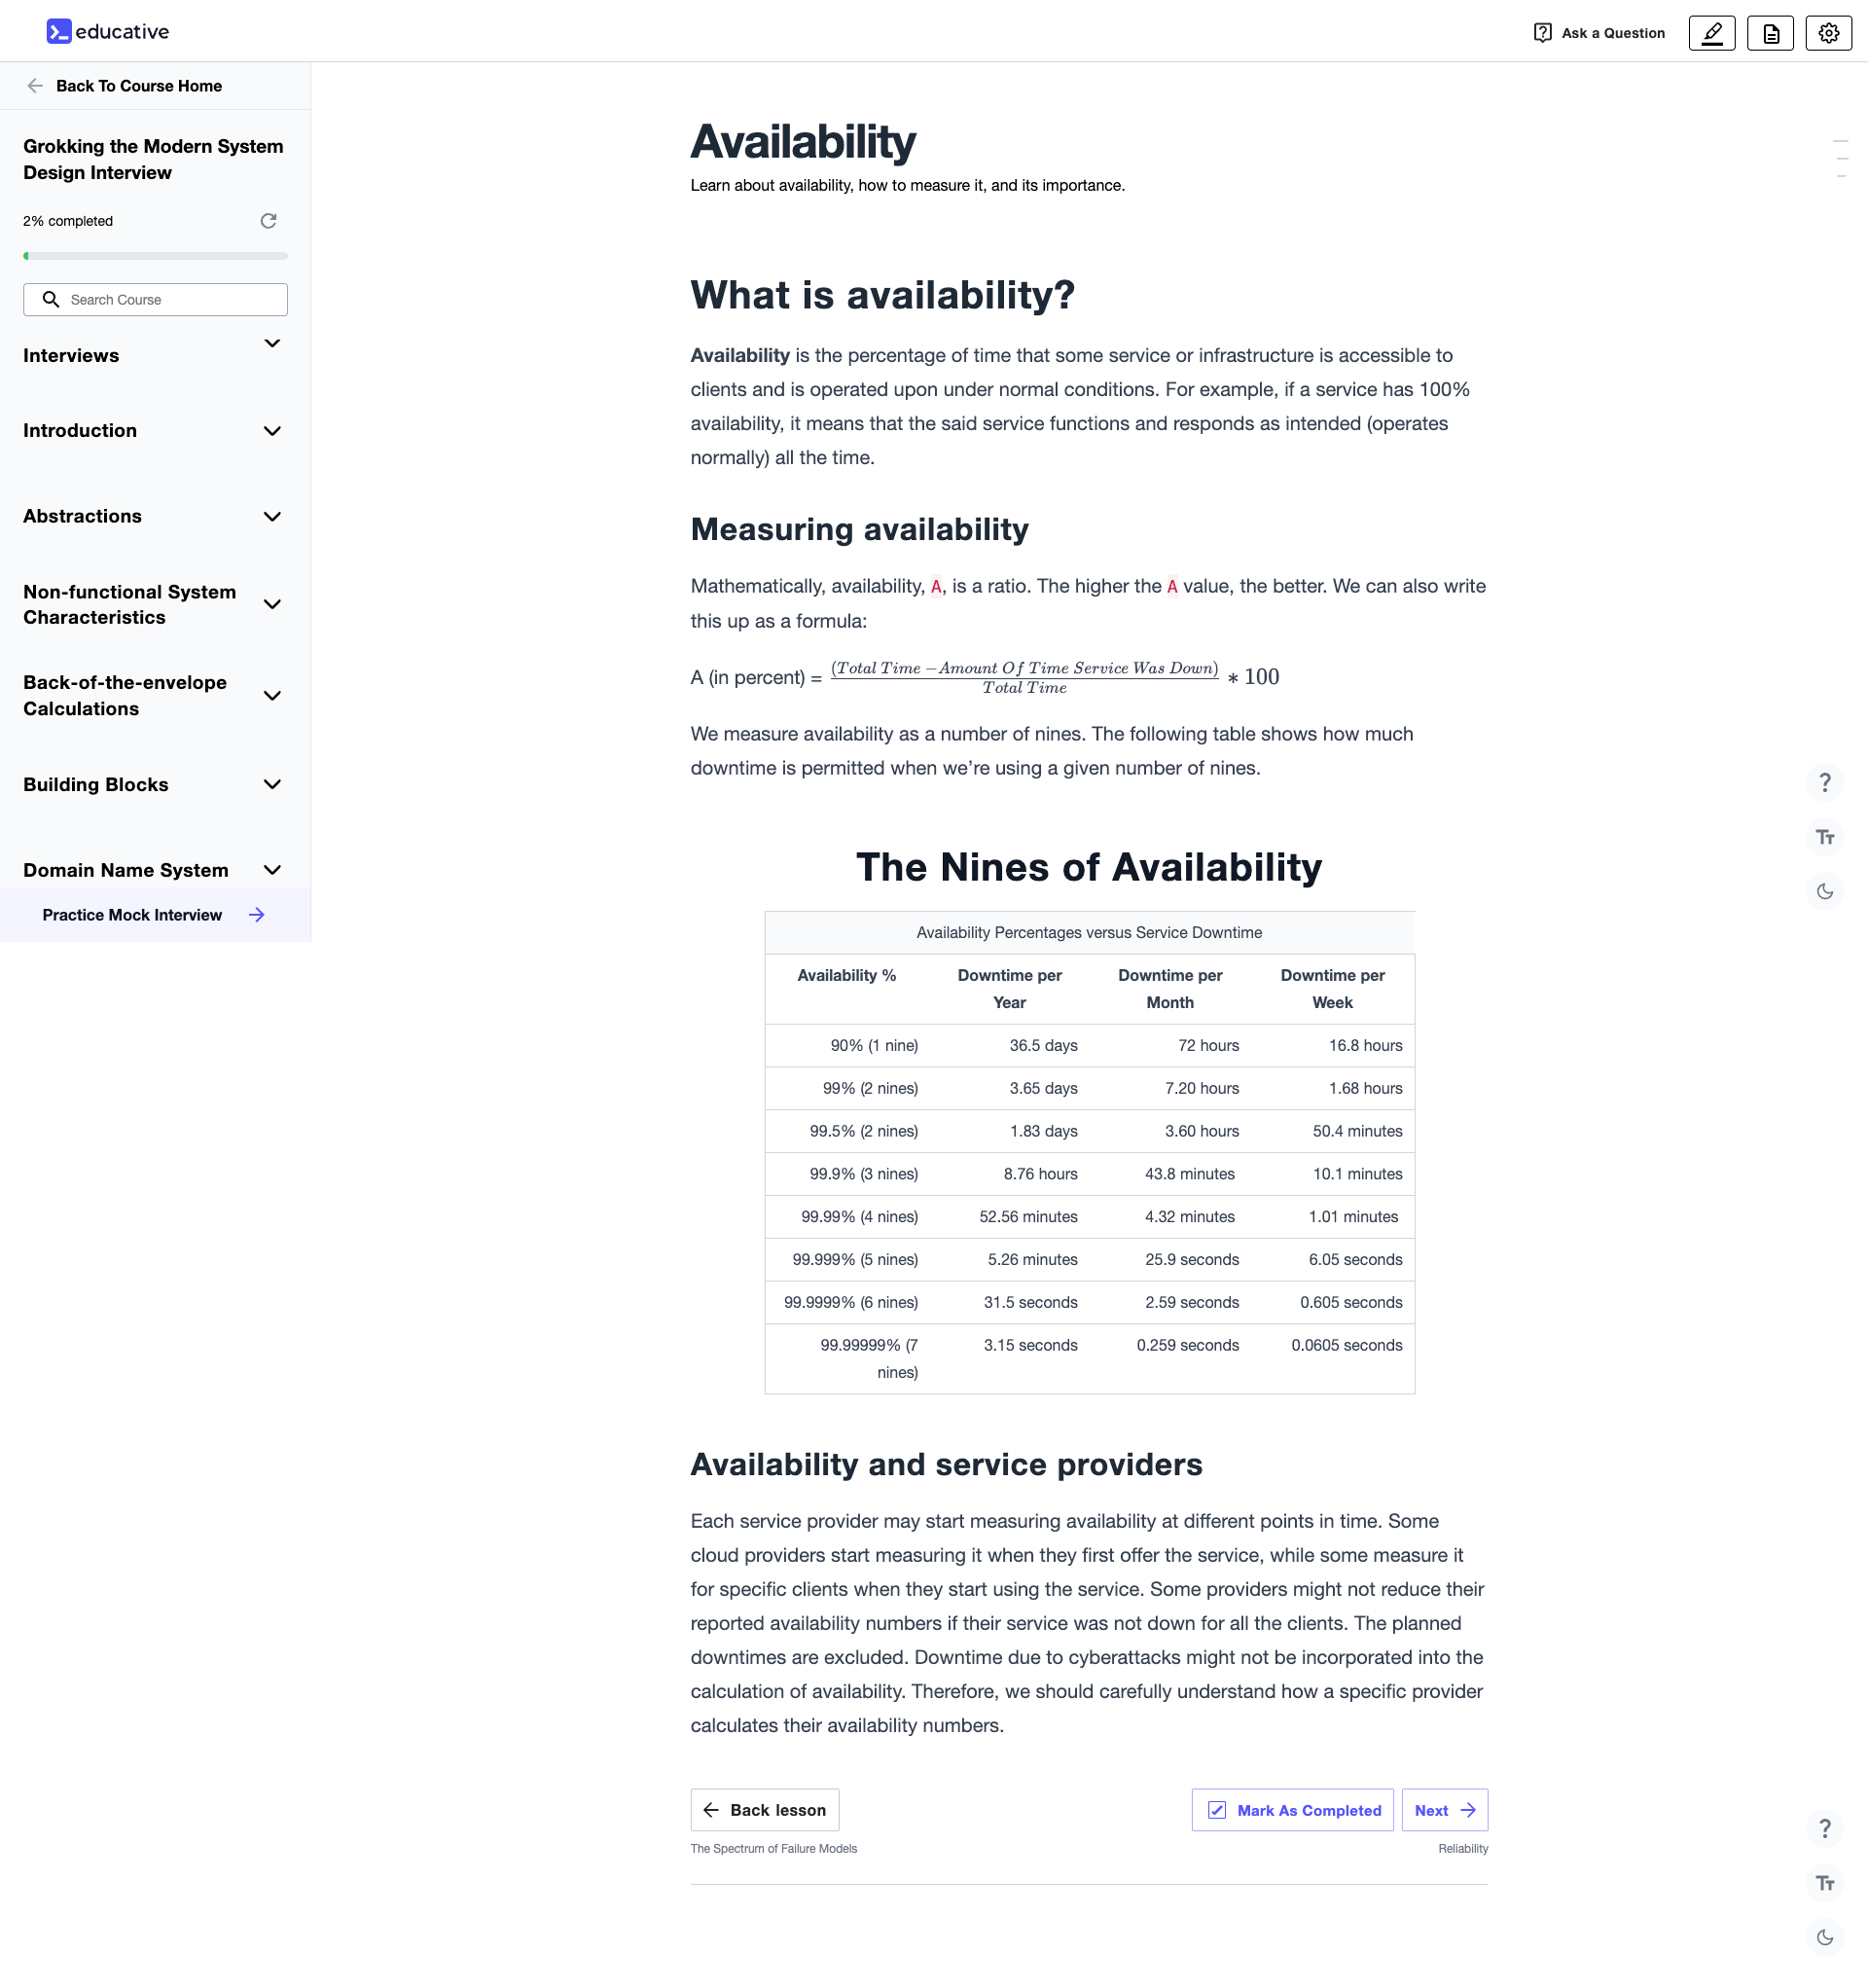 educative
Ask a Question
Back To Course Home
Grokking the Modern System
Design Interview
2% completed
Search Course
Interviews
Introduction
Abstractions
Non-functional System
Characteristics
Back-of-the-envelope
Calculations
Building Blocks
Domain Name System
Practice Mock Interview
Availability
Learn about availability, how to measure it, and its importance.
What is availability?
Availability is the percentage of time that some service or infrastructure is accessible to
clients and is operated upon under normal conditions. For example, if a service has 100%
availability, it means that the said service functions and responds as intended (operates
normally) all the time.
Measuring availability
Mathematically, availability, A, is a ratio. The higher the A value, the better. We can also write
this up as a formula:
A (in percent) = (Total Time − Amount Of Time Service Was Down) / Total Time ∗ 100
We measure availability as a number of nines. The following table shows how much
downtime is permitted when we’re using a given number of nines.
The Nines of Availability
Availability Percentages versus Service Downtime
Availability % Downtime per Year Downtime per Month Downtime per Week
90% (1 nine) 36.5 days 72 hours 16.8 hours
99% (2 nines) 3.65 days 7.20 hours 1.68 hours
99.5% (2 nines) 1.83 days 3.60 hours 50.4 minutes
99.9% (3 nines) 8.76 hours 43.8 minutes 10.1 minutes
99.99% (4 nines) 52.56 minutes 4.32 minutes 1.01 minutes
99.999% (5 nines) 5.26 minutes 25.9 seconds 6.05 seconds
99.9999% (6 nines) 31.5 seconds 2.59 seconds 0.605 seconds
99.99999% (7 nines) 3.15 seconds 0.259 seconds 0.0605 seconds
Availability and service providers
Each service provider may start measuring availability at different points in time. Some
cloud providers start measuring it when they first offer the service, while some measure it
for specific clients when they start using the service. Some providers might not reduce their
reported availability numbers if their service was not down for all the clients. The planned
downtimes are excluded. Downtime due to cyberattacks might not be incorporated into the
calculation of availability. Therefore, we should carefully understand how a specific provider
calculates their availability numbers.
Back lesson
Mark As Completed
Next
The Spectrum of Failure Models
Reliability
?
Tт
?
Tт